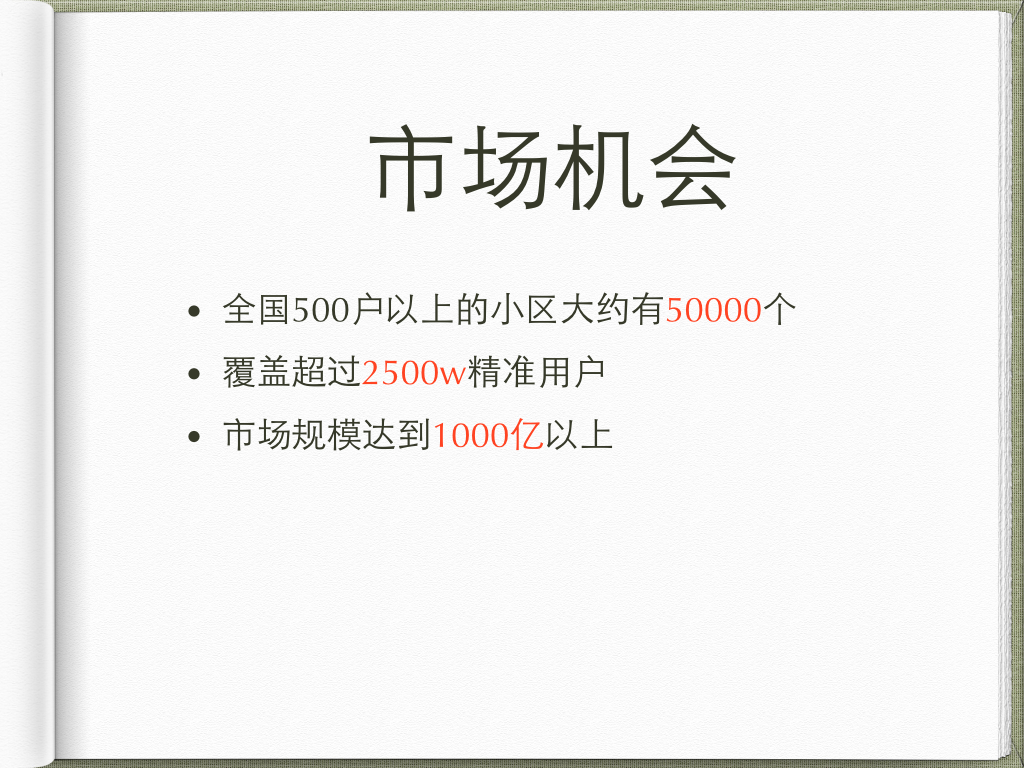 市场机会
• 全国500户以上的小区大约有50000个
• 覆盖超过2500w精准用户
• 市场规模达到1000亿以上